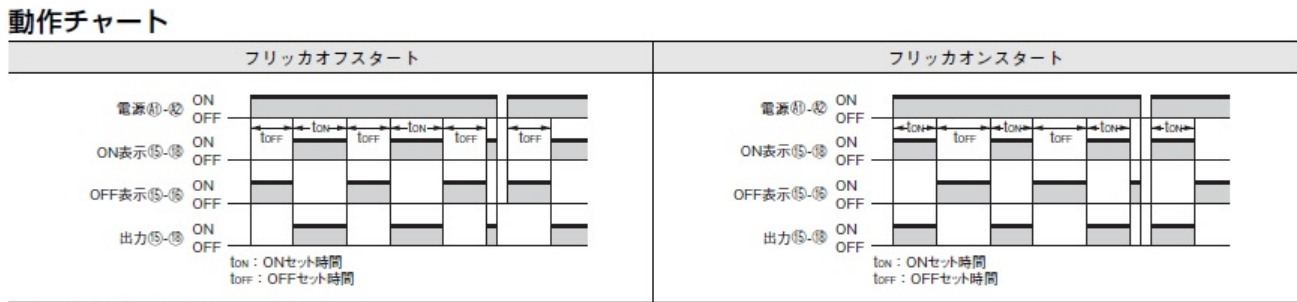 動作チャート
フリッカオフスタート
フリッカオンスタート
電源Ⓐ1-Ⓐ2 ON
OFF
tOFF tON tOFF tON tOFF tOFF
ON表示⑮-⑱ ON
OFF
OFF表示⑮-⑯ ON
OFF
出力⑮-⑱ ON
OFF
tON：ONセット時間
tOFF：OFFセット時間
電源Ⓐ1-Ⓐ2 ON
OFF
tON tOFF tON tOFF tON tON
ON表示⑮-⑱ ON
OFF
OFF表示⑮-⑯ ON
OFF
出力⑮-⑱ ON
OFF
tON：ONセット時間
tOFF：OFFセット時間